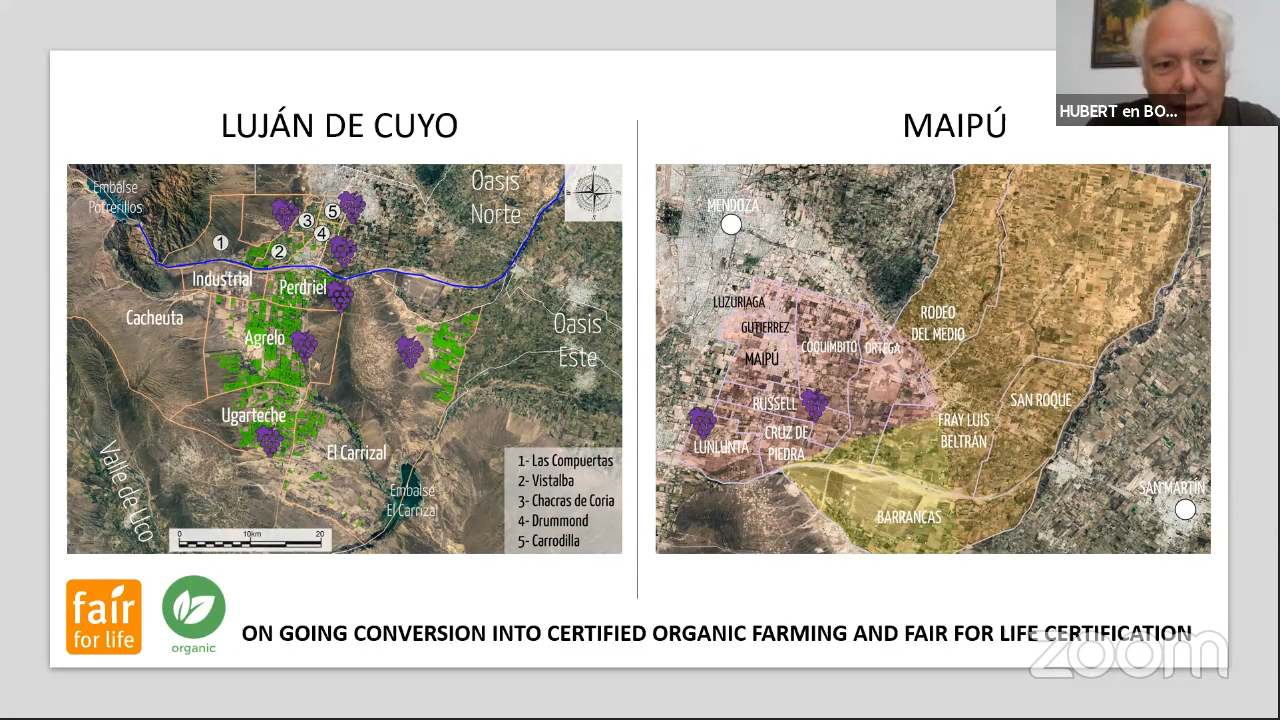 HUBERT en BO...
LUJÁN DE CUYO
Embalse
Potrerillos
Oasis
Norte
5
3
4
1
2
Industrial
Perdriel
Cacheuta
Agrelo
Oasis
Este
Ugarteche
El Carrizal
Valle de Uco
Embalse
El Carrizal
1- Las Compuertas
2- Vistalba
3- Chacras de Coria
4- Drummond
5- Carrodilla
0 10km 20
MAIPÚ
MENDOZA
LUZURIAGA
GUTIERREZ
RODEO
DEL MEDIO
COQUIMBITO
ORTEGA
MAIPÚ
RUSSELL
SAN ROQUE
FRAY LUIS
BELTRÁN
LUNLUNTA
CRUZ DE
PIEDRA
SAN MARTIN
BARRANCAS
fair
for life
organic
ON GOING CONVERSION INTO CERTIFIED ORGANIC FARMING AND FAIR FOR LIFE CERTIFICATION
zoom